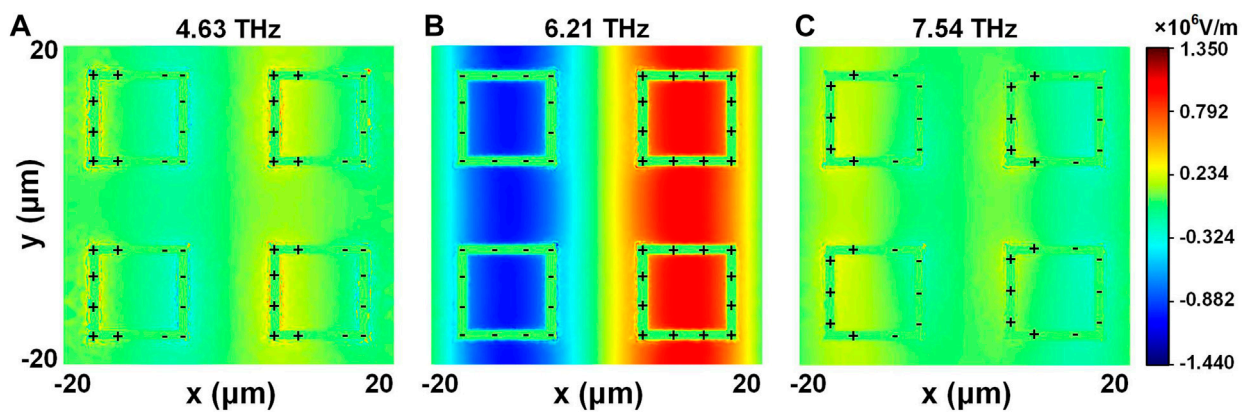 A 4.63 THz B 6.21 THz C 7.54 THz ×10⁶V/m
20 1.350
0.792
y (μm) 0.234
-0.324
-0.882
-20 -1.440
-20 20 -20 20 -20 20
x (μm) x (μm) x (μm)